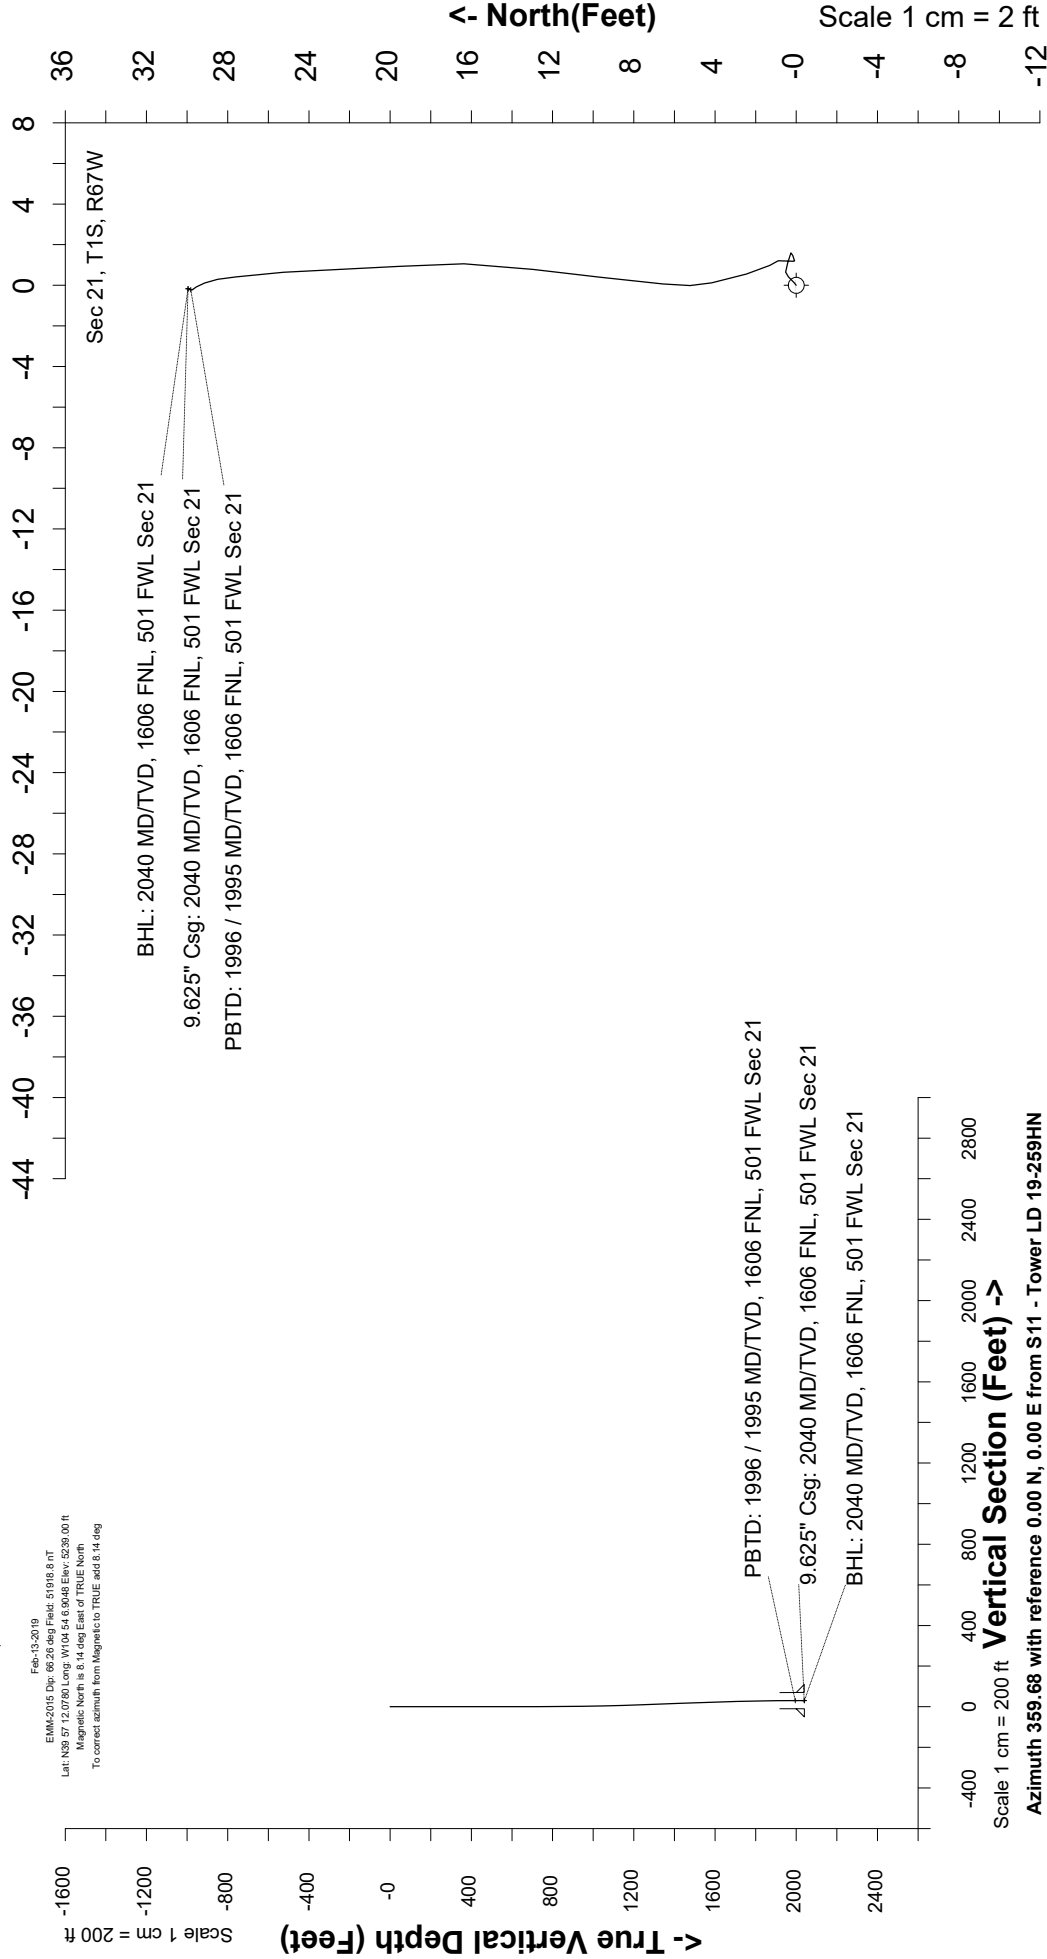 <- North(Feet)
Scale 1 cm = 2 ft
36 32 28 24 20 16 12 8 4 -0 -4 -8 -12
-44 -40 -36 -32 -28 -24 -20 -16 -12 -8 -4 0 4 8
Sec 21, T1S, R67W
BHL: 2040 MD/TVD, 1606 FNL, 501 FWL Sec 21
9.625" Csg: 2040 MD/TVD, 1606 FNL, 501 FWL Sec 21
PBTD: 1996 / 1995 MD/TVD, 1606 FNL, 501 FWL Sec 21
Feb-13-2019
EMM-2015 Dip: 66.26 deg Field: 51918.8 nT
Lat: N39 57 12.0780 Long: W104 54 6.9048 Elev: 5239.00 ft
Magnetic North is 8.14 deg East of TRUE North
To correct azimuth from Magnetic to TRUE add 8.14 deg
Scale 1 cm = 200 ft
<- True Vertical Depth (Feet)
-1600 -1200 -800 -400 -0 400 800 1200 1600 2000 2400
PBTD: 1996 / 1995 MD/TVD, 1606 FNL, 501 FWL Sec 21
9.625" Csg: 2040 MD/TVD, 1606 FNL, 501 FWL Sec 21
BHL: 2040 MD/TVD, 1606 FNL, 501 FWL Sec 21
-400 0 400 800 1200 1600 2000 2400 2800
Scale 1 cm = 200 ft
Vertical Section (Feet) ->
Azimuth 359.68 with reference 0.00 N, 0.00 E from S11 - Tower LD 19-259HN